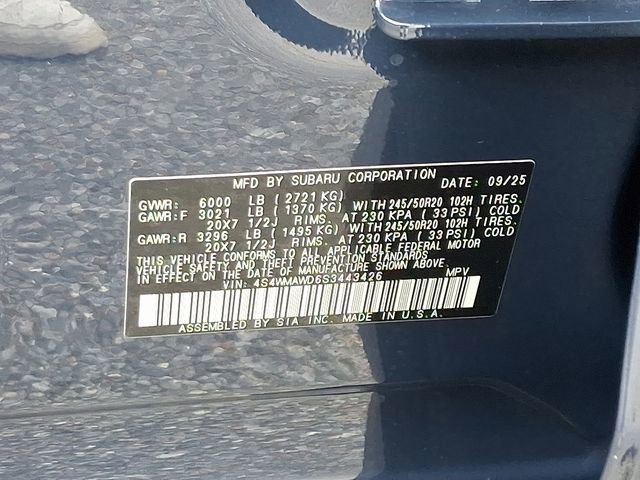 MFD BY SUBARU CORPORATION DATE: 09/25
GVWR: 6000 LB ( 2721 KG)
GAWR:F 3021 LB ( 1370 KG) WITH 245/50R20 102H TIRES.
20X7 1/2J RIMS. AT 230 KPA ( 33 PSI) COLD
GAWR:R 3296 LB ( 1495 KG) WITH 245/50R20 102H TIRES.
20X7 1/2J RIMS. AT 230 KPA ( 33 PSI) COLD
THIS VEHICLE CONFORMS TO ALL APPLICABLE FEDERAL MOTOR
VEHICLE SAFETY AND THEFT PREVENTION STANDARDS
IN EFFECT ON THE DATE OF MANUFACTURE SHOWN ABOVE.
VIN: 4S4WMAWD6S3443426 MPV
ASSEMBLED BY SIA INC. MADE IN U.S.A.